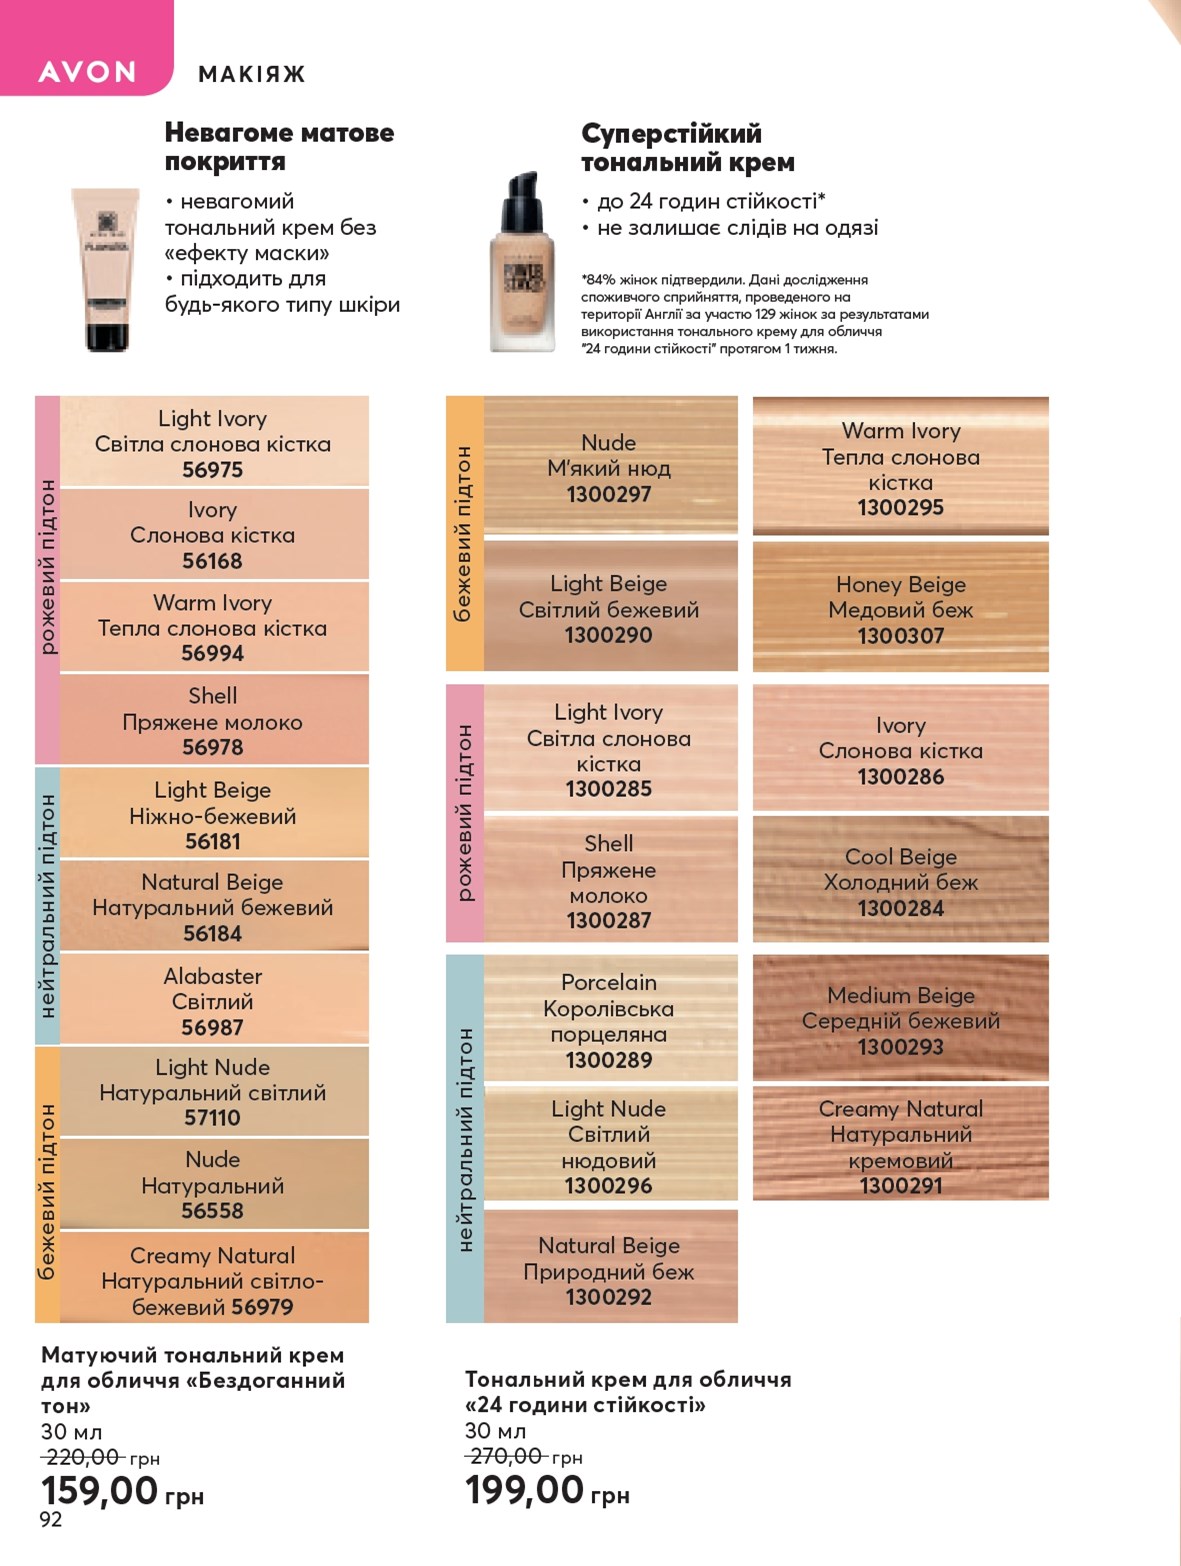 AVON
МАКІЯЖ
Невагоме матове
покриття
• невагомий
тональний крем без
«ефекту маски»
• підходить для
будь-якого типу шкіри
Суперстійкий
тональний крем
• до 24 годин стійкості*
• не залишає слідів на одязі
*84% жінок підтвердили. Дані дослідження
споживчого сприйняття, проведеного на
території Англії за участю 129 жінок за результатами
використання тонального крему для обличчя
"24 години стійкості" протягом 1 тижня.
рожевий підтон
Light Ivory
Світла слонова кістка
56975
Ivory
Слонова кістка
56168
Warm Ivory
Тепла слонова кістка
56994
Shell
Пряжене молоко
56978
нейтральний підтон
Light Beige
Ніжно-бежевий
56181
Natural Beige
Натуральний бежевий
56184
Alabaster
Світлий
56987
бежевий підтон
Light Nude
Натуральний світлий
57110
Nude
Натуральний
56558
Creamy Natural
Натуральний світло-
бежевий 56979
Матуючий тональний крем
для обличчя «Бездоганний
тон»
30 мл
220,00 грн
159,00 грн
бежевий підтон
Nude
М'який нюд
1300297
Warm Ivory
Тепла слонова
кістка
1300295
Light Beige
Світлий бежевий
1300290
Honey Beige
Медовий беж
1300307
рожевий підтон
Light Ivory
Світла слонова
кістка
1300285
Ivory
Слонова кістка
1300286
Shell
Пряжене
молоко
1300287
Cool Beige
Холодний беж
1300284
нейтральний підтон
Porcelain
Королівська
порцеляна
1300289
Medium Beige
Середній бежевий
1300293
Light Nude
Світлий
нюдовий
1300296
Creamy Natural
Натуральний
кремовий
1300291
Natural Beige
Природний беж
1300292
Тональний крем для обличчя
«24 години стійкості»
30 мл
270,00 грн
199,00 грн
92